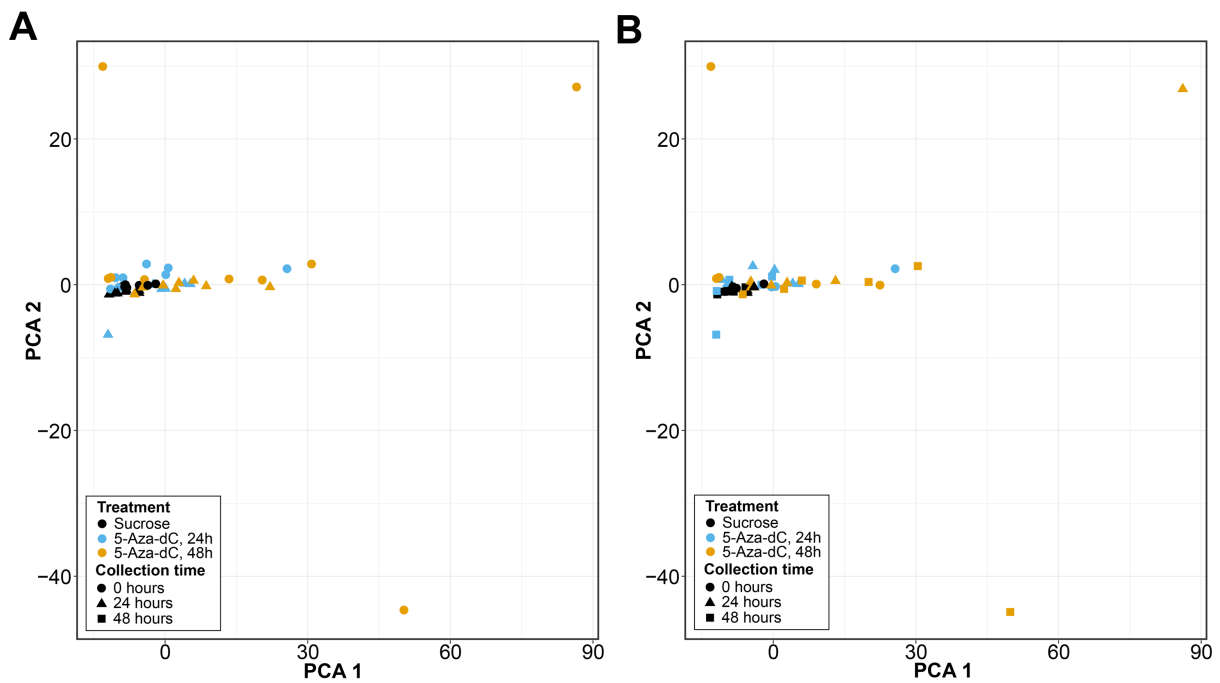 A
20
0
−20
−40
PCA 2
Treatment
Sucrose
5-Aza-dC, 24h
5-Aza-dC, 48h
Collection time
0 hours
24 hours
48 hours
0 30 60 90
PCA 1
B
20
0
−20
−40
PCA 2
Treatment
Sucrose
5-Aza-dC, 24h
5-Aza-dC, 48h
Collection time
0 hours
24 hours
48 hours
0 30 60 90
PCA 1